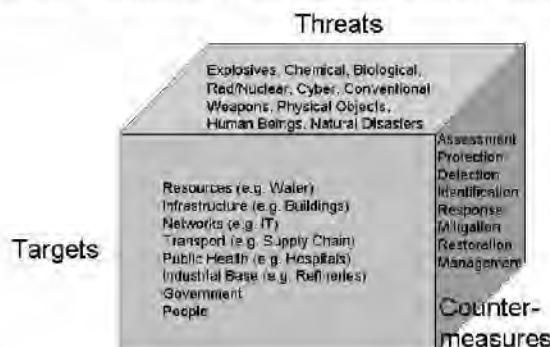 Threats
Explosives, Chemical, Biological,
Rad/Nuclear, Cyber, Conventional
Weapons, Physical Objects,
Human Beings, Natural Disasters
Assessment
Protection
Detection
Identification
Response
Mitigation
Restoration
Management
Resources (e.g. Water)
Infrastructure (e.g. Buildings)
Networks (e.g. IT)
Transport (e.g. Supply Chain)
Public Health (e.g. Hospitals)
Industrial Base (e.g. Refineries)
Government
People
Targets
Counter-
measures